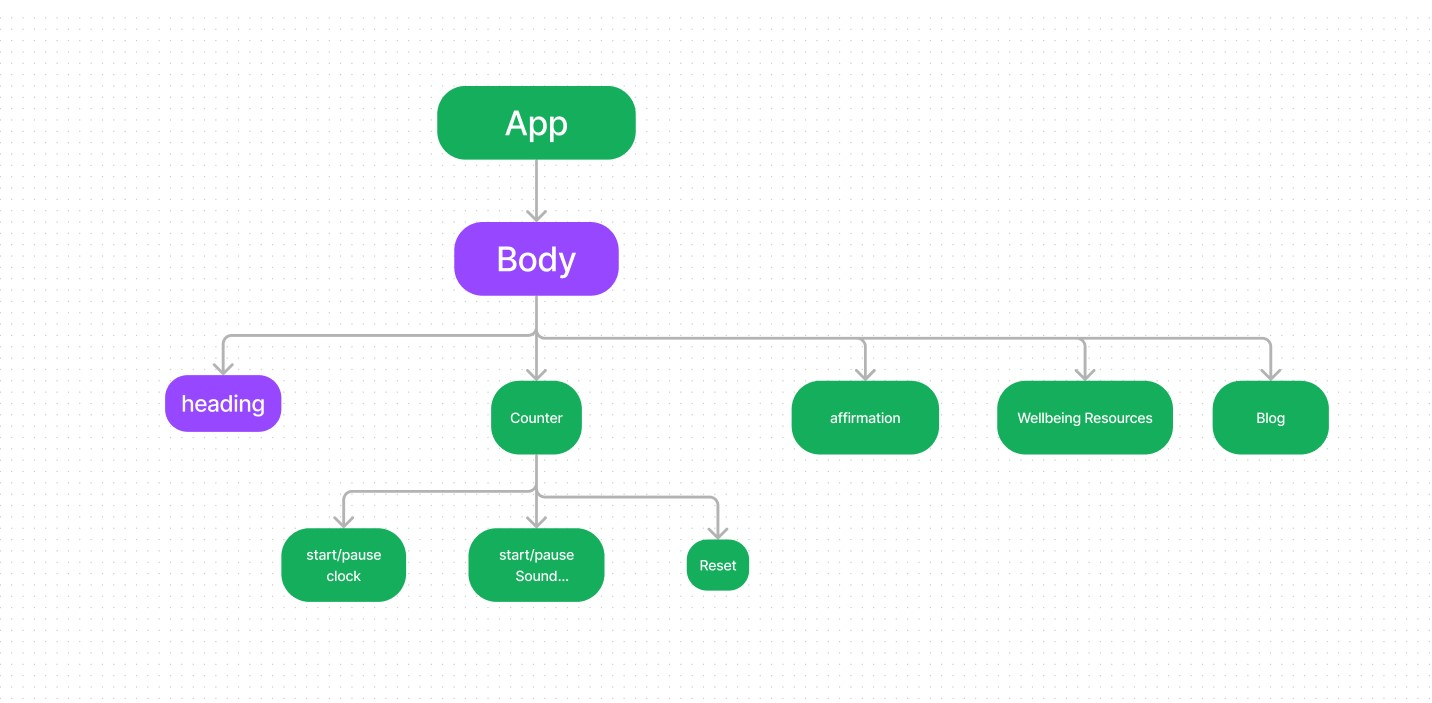 App
Body
heading
Counter
affirmation
Wellbeing Resources
Blog
start/pause
clock
start/pause
Sound...
Reset